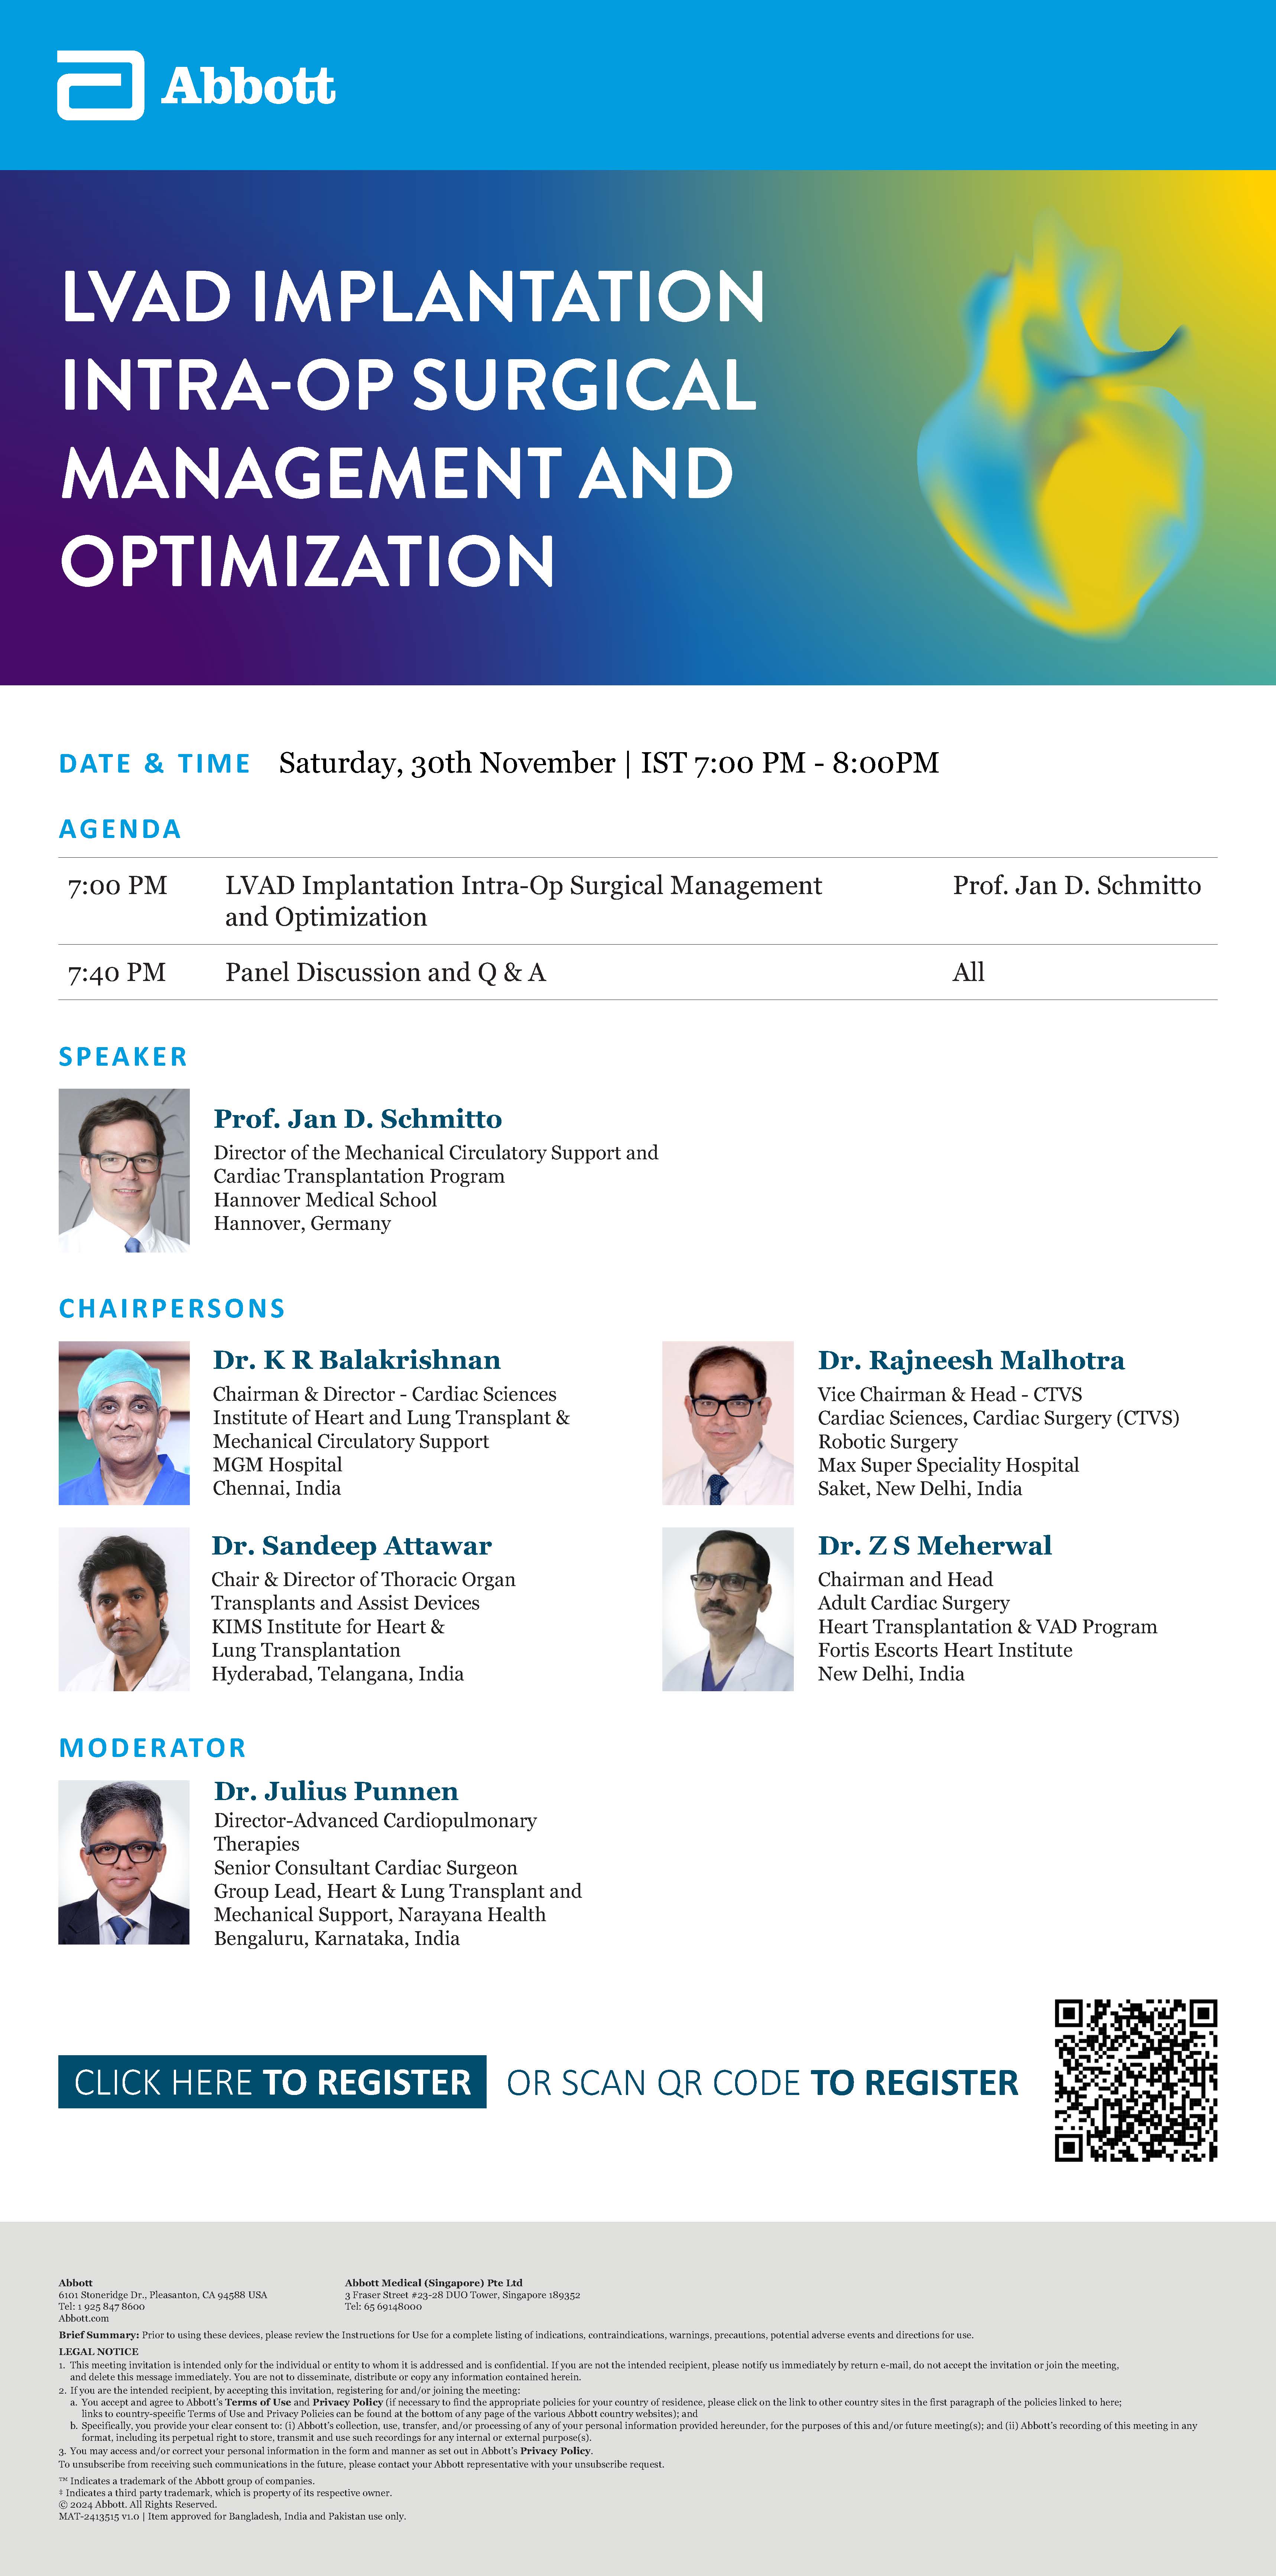 Abbott
LVAD IMPLANTATION
INTRA-OP SURGICAL
MANAGEMENT AND
OPTIMIZATION
DATE & TIME Saturday, 30th November | IST 7:00 PM - 8:00PM
AGENDA
7:00 PM LVAD Implantation Intra-Op Surgical Management Prof. Jan D. Schmitto
and Optimization
7:40 PM Panel Discussion and Q & A All
SPEAKER
Prof. Jan D. Schmitto
Director of the Mechanical Circulatory Support and
Cardiac Transplantation Program
Hannover Medical School
Hannover, Germany
CHAIRPERSONS
Dr. K R Balakrishnan
Chairman & Director - Cardiac Sciences
Institute of Heart and Lung Transplant &
Mechanical Circulatory Support
MGM Hospital
Chennai, India
Dr. Rajneesh Malhotra
Vice Chairman & Head - CTVS
Cardiac Sciences, Cardiac Surgery (CTVS)
Robotic Surgery
Max Super Speciality Hospital
Saket, New Delhi, India
Dr. Sandeep Attawar
Chair & Director of Thoracic Organ
Transplants and Assist Devices
KIMS Institute for Heart &
Lung Transplantation
Hyderabad, Telangana, India
Dr. Z S Meherwal
Chairman and Head
Adult Cardiac Surgery
Heart Transplantation & VAD Program
Fortis Escorts Heart Institute
New Delhi, India
MODERATOR
Dr. Julius Punnen
Director-Advanced Cardiopulmonary
Therapies
Senior Consultant Cardiac Surgeon
Group Lead, Heart & Lung Transplant and
Mechanical Support, Narayana Health
Bengaluru, Karnataka, India
CLICK HERE TO REGISTER OR SCAN QR CODE TO REGISTER
Abbott
6101 Stoneridge Dr., Pleasanton, CA 94588 USA
Tel: 1 925 847 8600
Abbott.com
Abbott Medical (Singapore) Pte Ltd
3 Fraser Street #23-28 DUO Tower, Singapore 189352
Tel: 65 69148000
Brief Summary: Prior to using these devices, please review the Instructions for Use for a complete listing of indications, contraindications, warnings, precautions, potential adverse events and directions for use.
LEGAL NOTICE
1. This meeting invitation is intended only for the individual or entity to whom it is addressed and is confidential. If you are not the intended recipient, please notify us immediately by return e-mail, do not accept the invitation or join the meeting,
and delete this message immediately. You are not to disseminate, distribute or copy any information contained herein.
2. If you are the intended recipient, by accepting this invitation, registering for and/or joining the meeting:
a. You accept and agree to Abbott's Terms of Use and Privacy Policy (if necessary to find the appropriate policies for your country of residence, please click on the link to other country sites in the first paragraph of the policies linked to here;
links to country-specific Terms of Use and Privacy Policies can be found at the bottom of any page of the various Abbott country websites); and
b. Specifically, you provide your clear consent to: (i) Abbott's collection, use, transfer, and/or processing of any of your personal information provided hereunder, for the purposes of this and/or future meeting(s); and (ii) Abbott's recording of this meeting in any
format, including its perpetual right to store, transmit and use such recordings for any internal or external purpose(s).
3. You may access and/or correct your personal information in the form and manner as set out in Abbott's Privacy Policy.
To unsubscribe from receiving such communications in the future, please contact your Abbott representative with your unsubscribe request.
™ Indicates a trademark of the Abbott group of companies.
‡ Indicates a third party trademark, which is property of its respective owner.
© 2024 Abbott. All Rights Reserved.
MAT-2413515 v1.0 | Item approved for Bangladesh, India and Pakistan use only.